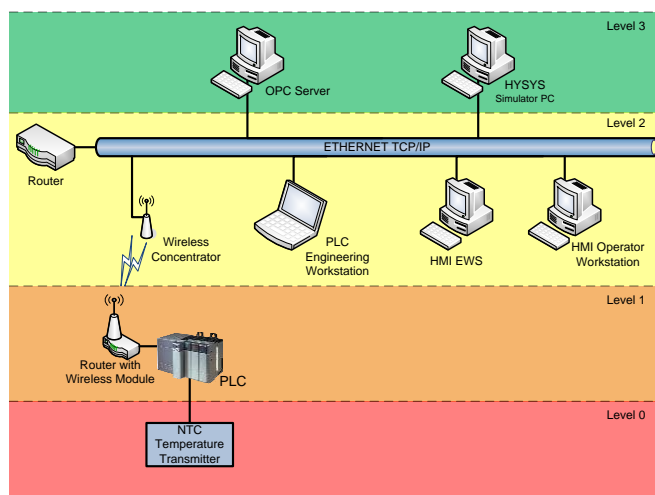 Level 3
OPC Server
HYSYS
Simulator PC
Level 2
ETHERNET TCP/IP
Router
Wireless
Concentrator
PLC
Engineering
Workstation
HMI EWS
HMI Operator
Workstation
Level 1
Router with
Wireless Module
PLC
Level 0
NTC
Temperature
Transmitter